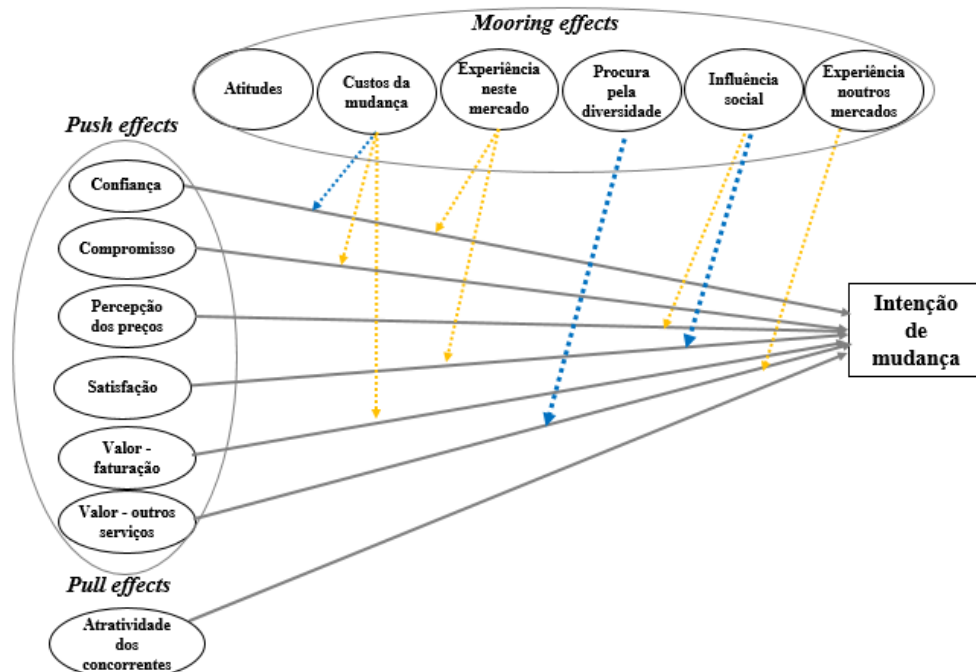 Mooring effects
Atitudes
Custos da
mudança
Experiência
neste
mercado
Procura
pela
diversidade
Influência
social
Experiência
noutros
mercados
Push effects
Confiança
Compromisso
Percepção
dos preços
Satisfação
Valor -
faturação
Valor - outros
serviços
Intenção
de
mudança
Pull effects
Atratividade
dos
concorrentes